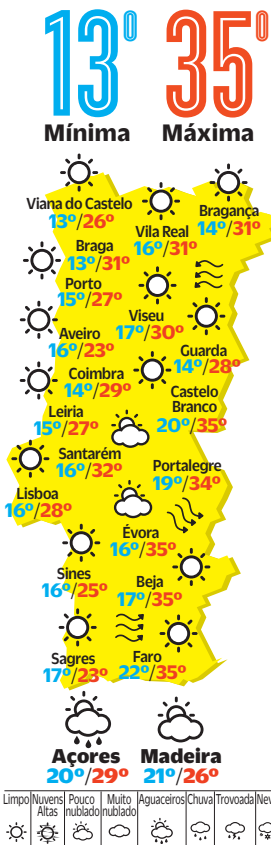 13º 35º
Mínima Máxima
Viana do Castelo
13º/26º
Bragança
14º/31º
Vila Real
16º/31º
Braga
13º/31º
Porto
15º/27º
Viseu
17º/30º
Aveiro
16º/23º
Guarda
14º/28º
Coimbra
14º/29º
Castelo
Branco
20º/35º
Leiria
15º/27º
Santarém
16º/32º
Portalegre
19º/34º
Lisboa
16º/28º
Évora
16º/35º
Sines
16º/25º
Beja
17º/35º
Sagres
17º/23º
Faro
22º/35º
Açores
20º/29º
Madeira
21º/26º
Limpo
Nuvens
Altas
Pouco
nublado
Muito
nublado
Aguaceiros
Chuva
Trovoada